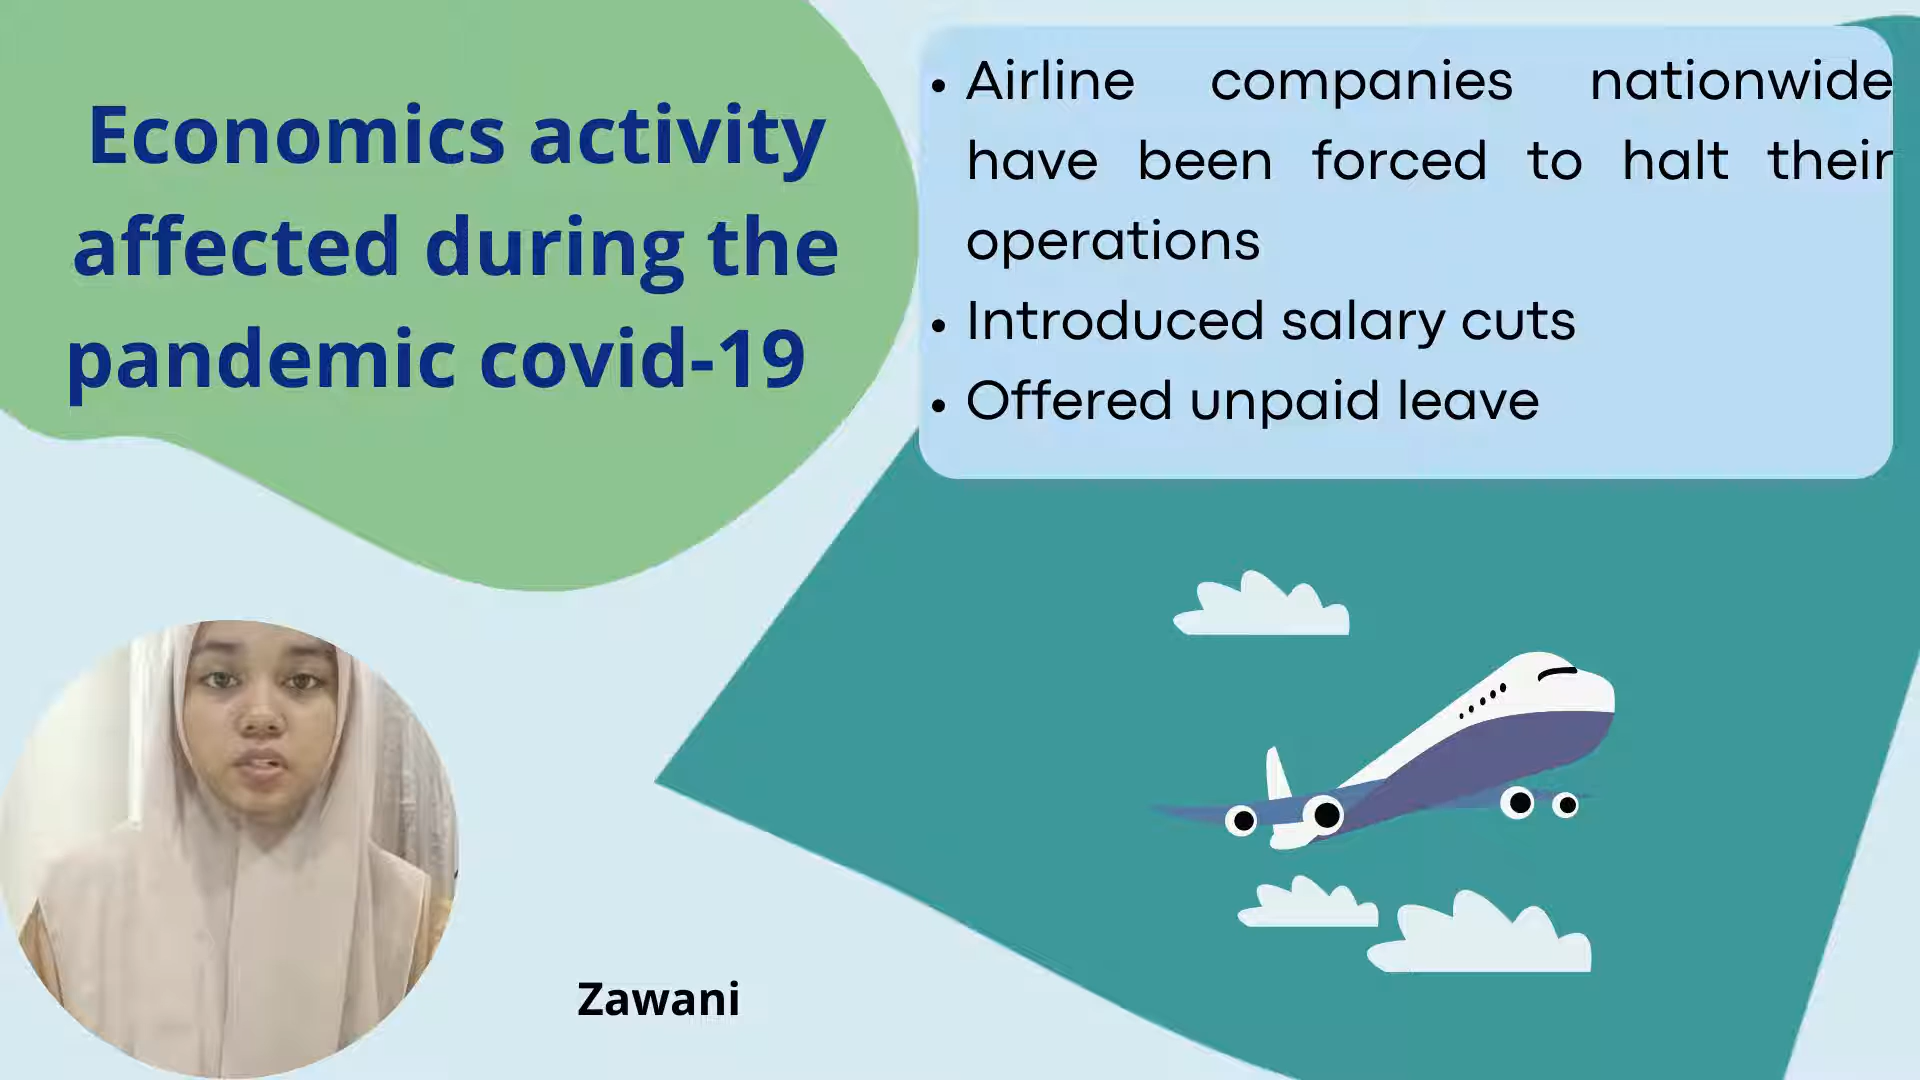 Economics activity
affected during the
pandemic covid-19
• Airline companies nationwide
have been forced to halt their
operations
• Introduced salary cuts
• Offered unpaid leave
Zawani